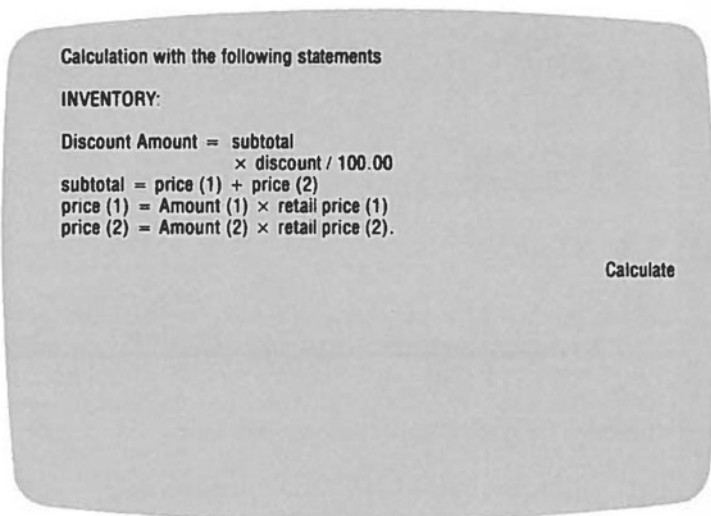 Calculation with the following statements
INVENTORY:
Discount Amount = subtotal
× discount / 100.00
subtotal = price (1) + price (2)
price (1) = Amount (1) × retail price (1)
price (2) = Amount (2) × retail price (2).
Calculate